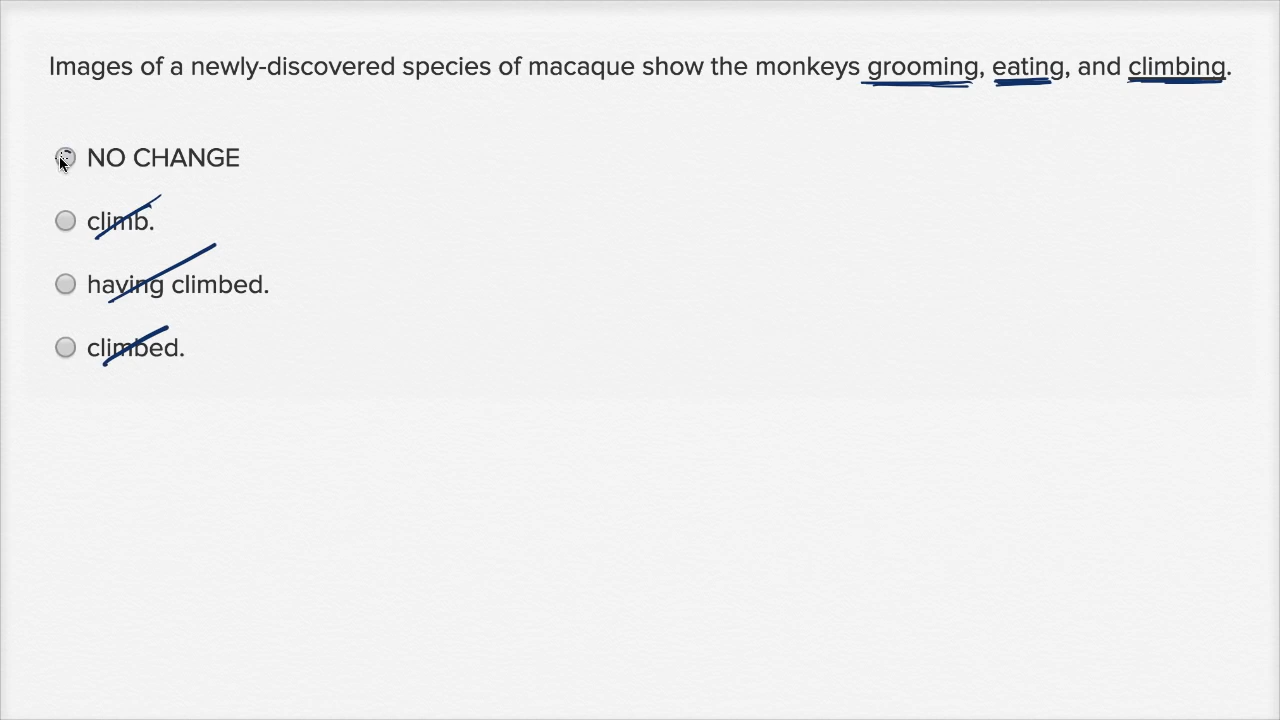 Images of a newly-discovered species of macaque show the monkeys grooming, eating, and climbing.
NO CHANGE
climb.
having climbed.
climbed.